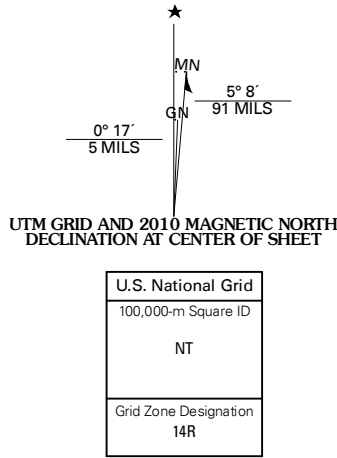 ★
MN
5° 8´
91 MILS
GN
0° 17´
5 MILS
UTM GRID AND 2010 MAGNETIC NORTH
DECLINATION AT CENTER OF SHEET
U.S. National Grid
100,000-m Square ID
NT
Grid Zone Designation
14R